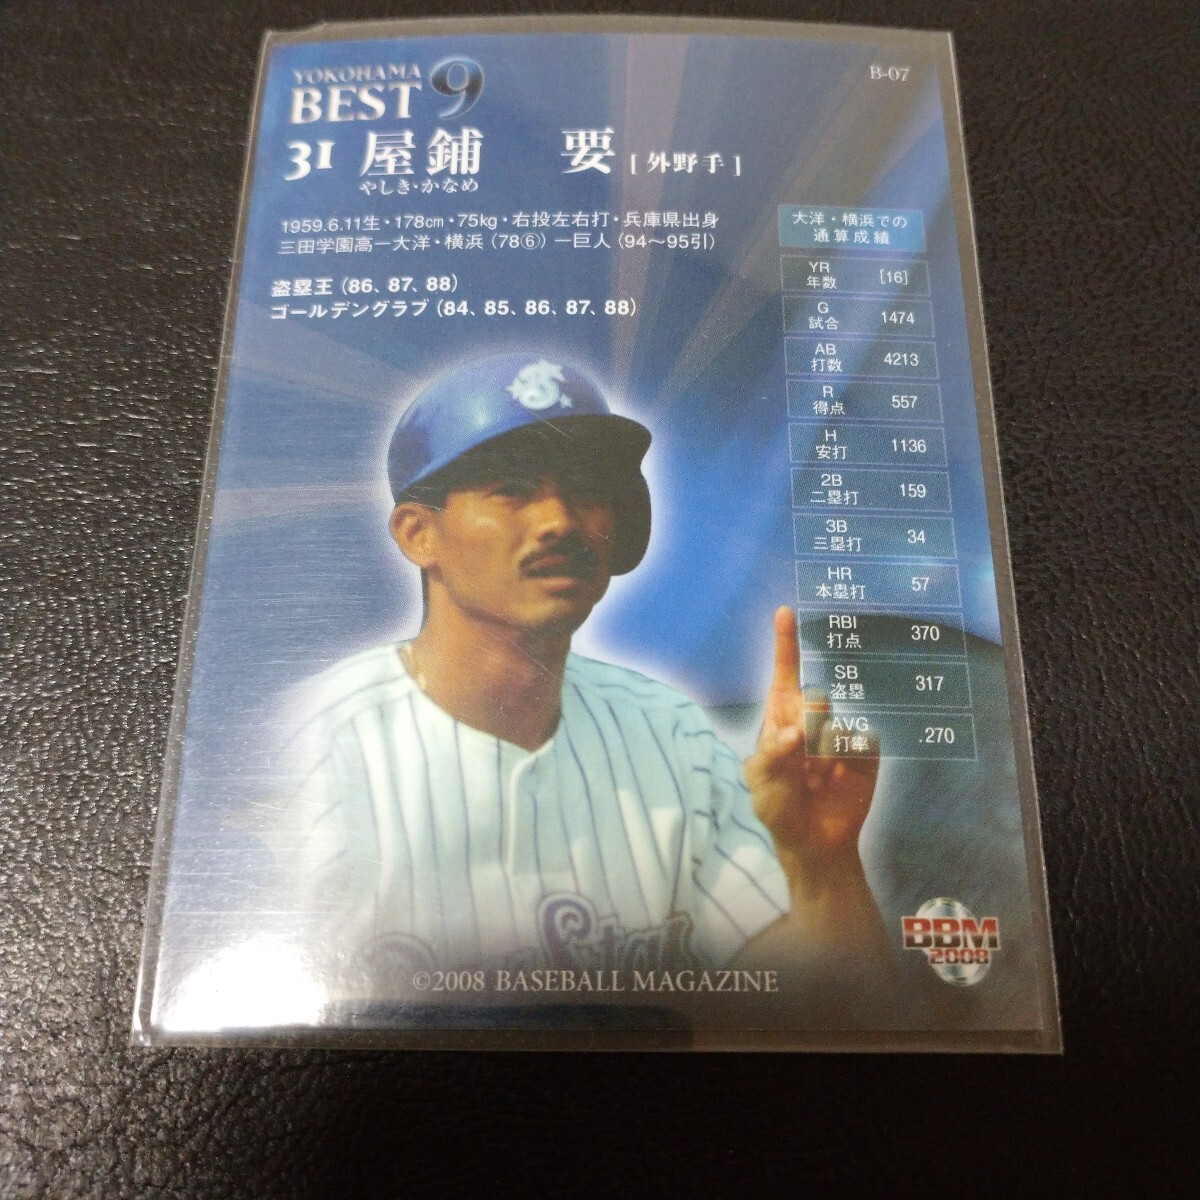 YOKOHAMA
BEST 9
B-07
31 屋鋪 要 [外野手]
やしき・かなめ
1959.6.11生・178㎝・75kg・右投左右打・兵庫県出身
三田学園高ー大洋・横浜(78⑥)ー巨人(94〜95引)
盗塁王(86、87、88)
ゴールデングラブ(84、85、86、87、88)
大洋・横浜での
通算成績
YR
年数 [16]
G
試合 1474
AB
打数 4213
R
得点 557
H
安打 1136
2B
二塁打 159
3B
三塁打 34
HR
本塁打 57
RBI
打点 370
SB
盗塁 317
AVG
打率 .270
S
BBM
2008
©2008 BASEBALL MAGAZINE